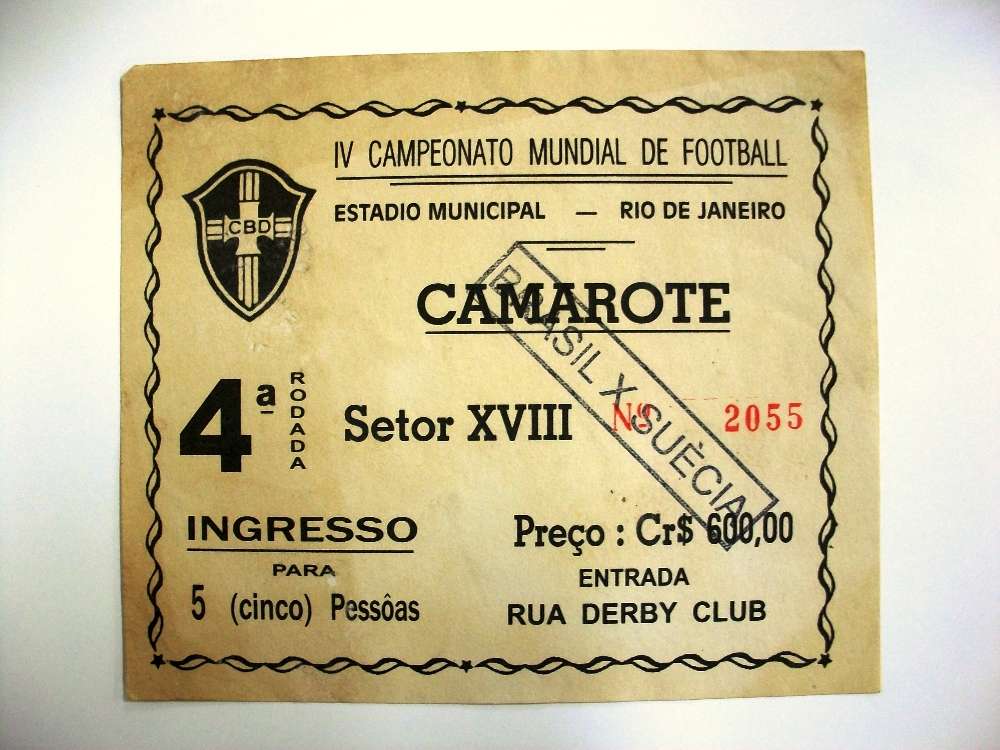 IV CAMPEONATO MUNDIAL DE FOOTBALL
ESTADIO MUNICIPAL — RIO DE JANEIRO
CBD
CAMAROTE
BRASIL X SUÉCIA
4ª RODADA
Setor XVIII
Nº 2055
INGRESSO
PARA
5 (cinco) Pessôas
Preço : Cr$ 600,00
ENTRADA
RUA DERBY CLUB